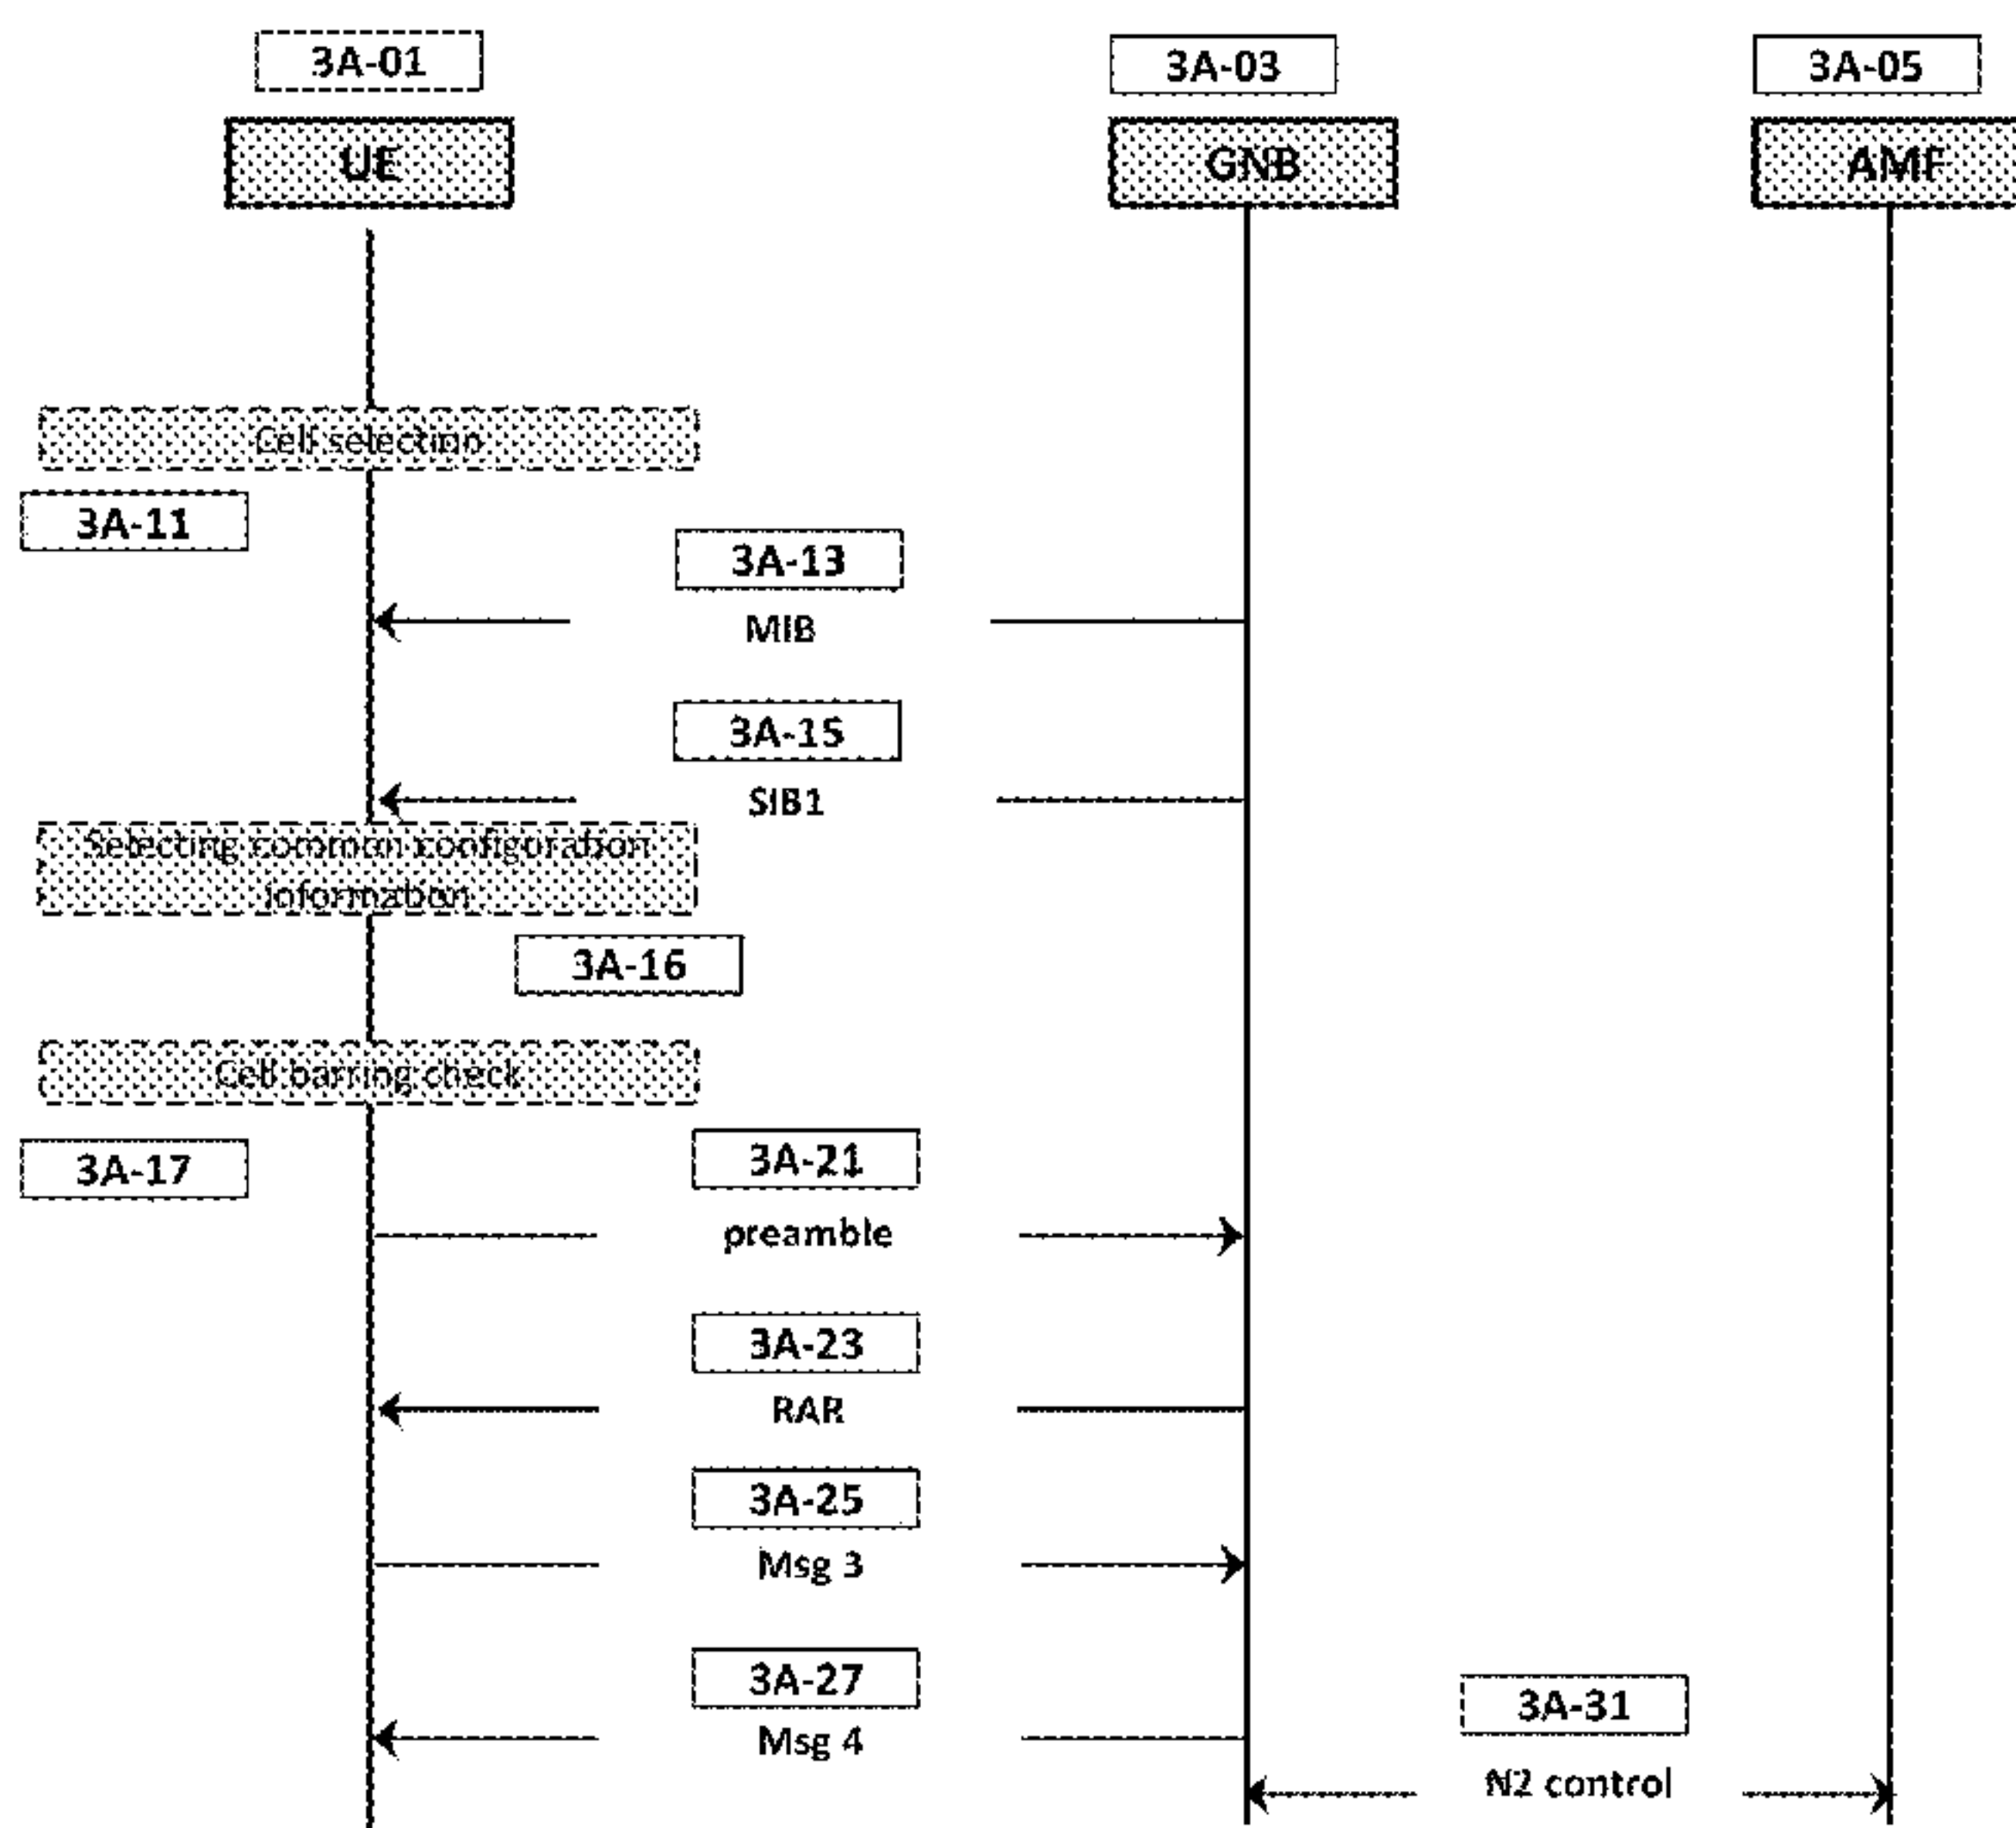 3A-01
3A-03
3A-05
UE
GNB
AMF
Cell selection
3A-11
3A-13
MIB
3A-15
SIB1
Selecting common configuration
information
3A-16
Cell barring check
3A-17
3A-21
preamble
3A-23
RAR
3A-25
Msg 3
3A-27
Msg 4
3A-31
N2 control